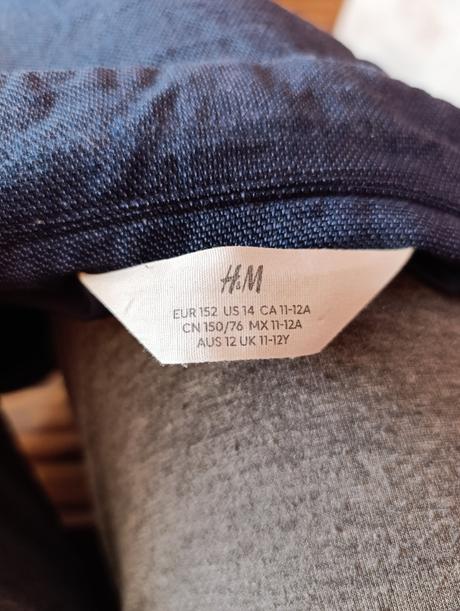 H&M
EUR 152 US 14 CA 11-12A
CN 150/76 MX 11-12A
AUS 12 UK 11-12Y